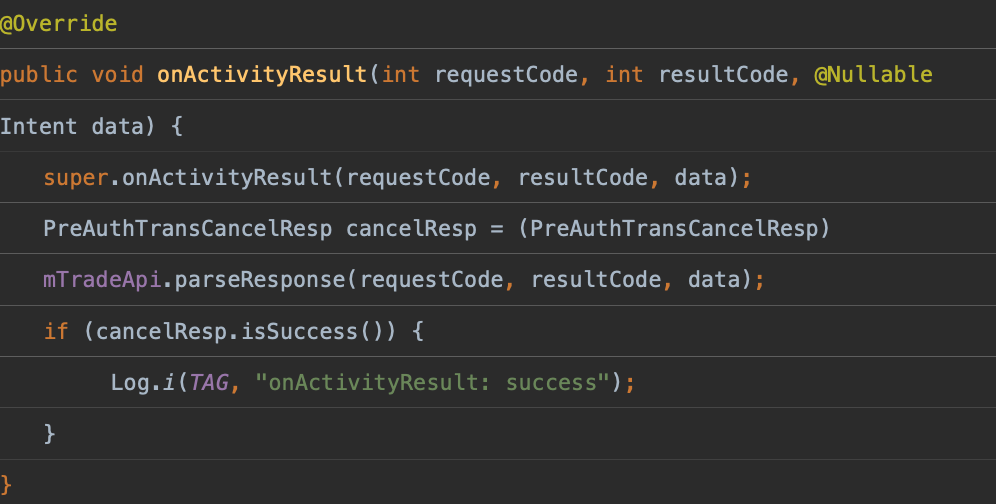 @Override
public void onActivityResult(int requestCode, int resultCode, @Nullable
Intent data) {
super.onActivityResult(requestCode, resultCode, data);
PreAuthTransCancelResp cancelResp = (PreAuthTransCancelResp)
mTradeApi.parseResponse(requestCode, resultCode, data);
if (cancelResp.isSuccess()) {
Log.i(TAG, "onActivityResult: success");
}
}